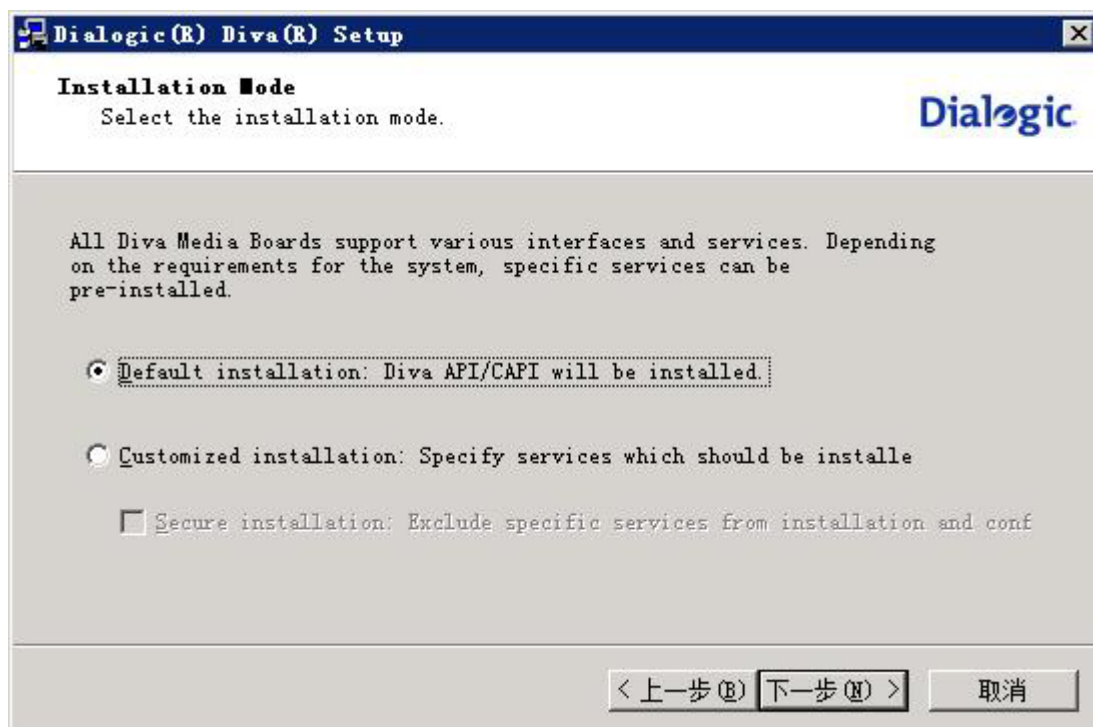 Dialogic(R) Diva(R) Setup
Installation Mode
Select the installation mode.
Dialogic
All Diva Media Boards support various interfaces and services. Depending
on the requirements for the system, specific services can be
pre-installed.
Default installation: Diva API/CAPI will be installed.
Customized installation: Specify services which should be installe
Secure installation: Exclude specific services from installation and conf
< 上一步(B) 下一步(N) > 取消